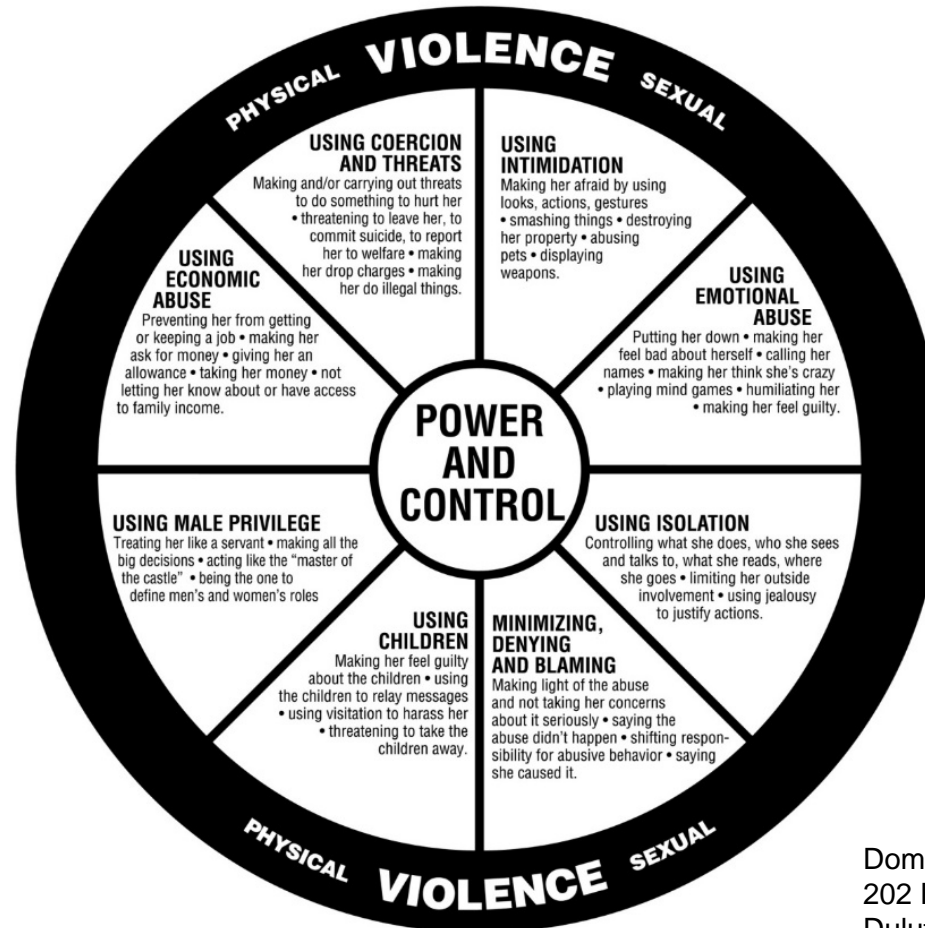 PHYSICAL VIOLENCE SEXUAL
USING COERCION
AND THREATS
Making and/or carrying out threats
to do something to hurt her
• threatening to leave her, to
commit suicide, to report
her to welfare • making
her drop charges • making
her do illegal things.
USING
INTIMIDATION
Making her afraid by using
looks, actions, gestures
• smashing things • destroying
her property • abusing
pets • displaying
weapons.
USING
ECONOMIC
ABUSE
Preventing her from getting
or keeping a job • making her
ask for money • giving her an
allowance • taking her money • not
letting her know about or have access
to family income.
USING
EMOTIONAL
ABUSE
Putting her down • making her
feel bad about herself • calling her
names • making her think she's crazy
• playing mind games • humiliating her
• making her feel guilty.
POWER
AND
CONTROL
USING MALE PRIVILEGE
Treating her like a servant • making all the
big decisions • acting like the “master of
the castle” • being the one to
define men's and women's roles
USING ISOLATION
Controlling what she does, who she sees
and talks to, what she reads, where
she goes • limiting her outside
involvement • using jealousy
to justify actions.
USING
CHILDREN
Making her feel guilty
about the children • using
the children to relay messages
• using visitation to harass her
• threatening to take the
children away.
MINIMIZING,
DENYING
AND BLAMING
Making light of the abuse
and not taking her concerns
about it seriously • saying the
abuse didn't happen • shifting respon-
sibility for abusive behavior • saying
she caused it.
PHYSICAL VIOLENCE SEXUAL
202